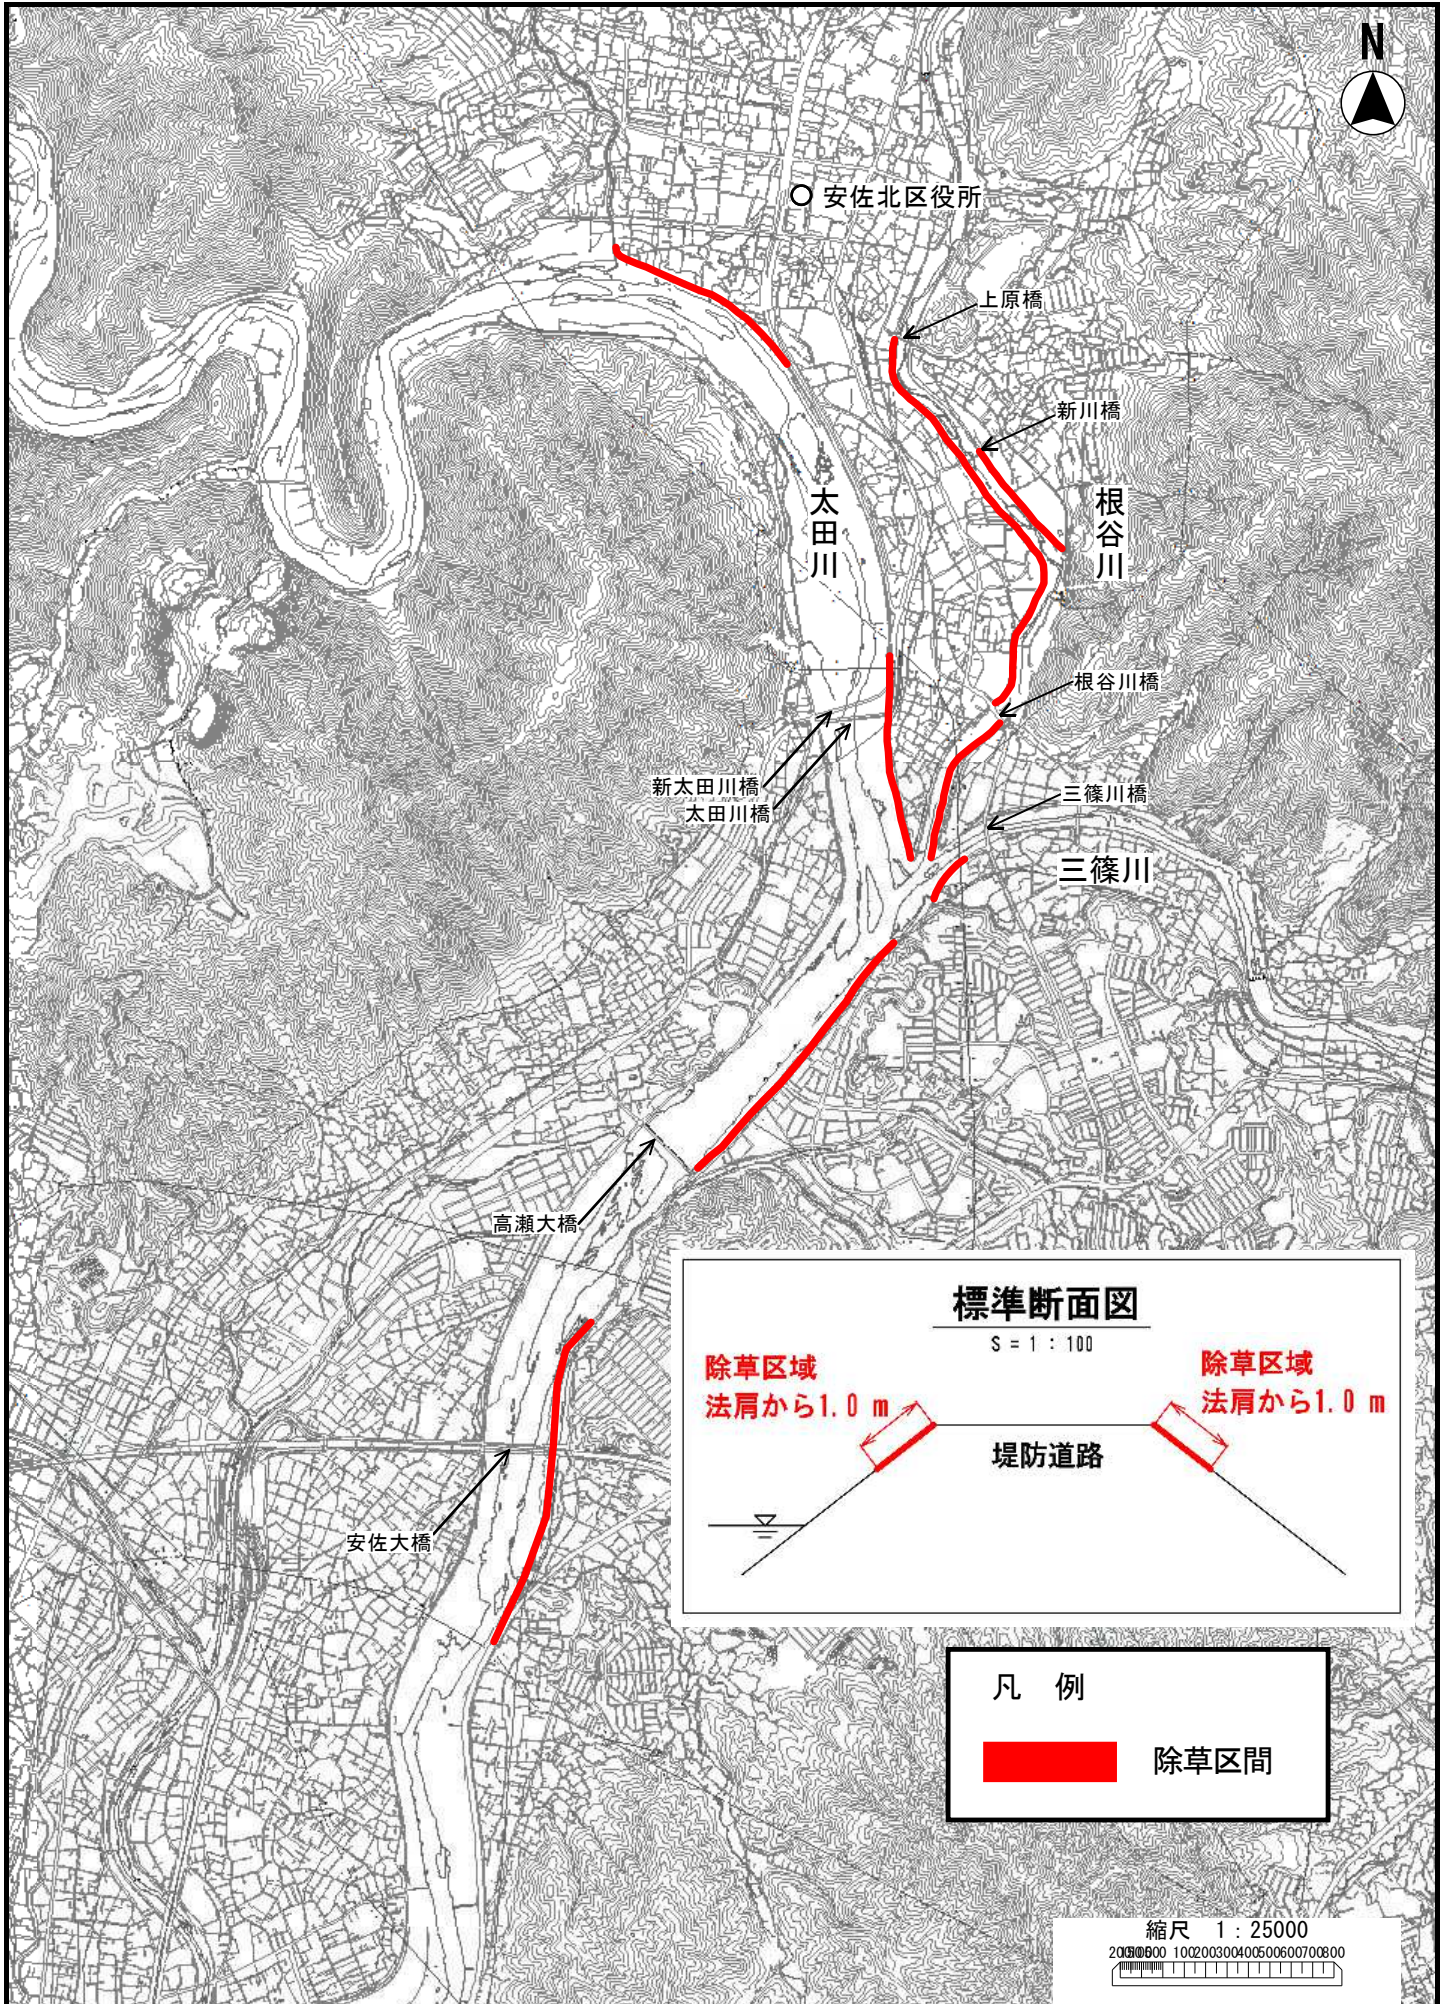 N
安佐北区役所
上原橋
新川橋
太田川
根谷川
根谷川橋
新太田川橋
太田川橋
三篠川橋
三篠川
高瀬大橋
安佐大橋
標準断面図
S = 1 : 100
除草区域
法肩から1.0 m
除草区域
法肩から1.0 m
堤防道路
凡 例
除草区間
縮尺 1 : 25000
100200300400500600700800